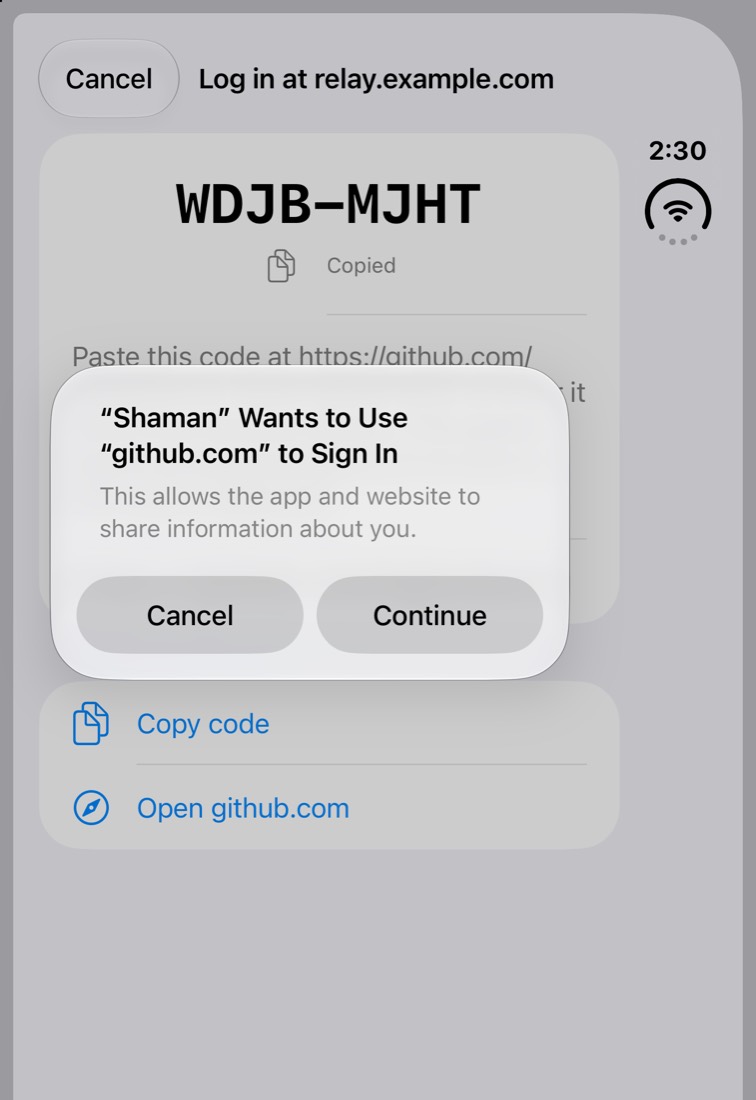 Cancel
Log in at relay.example.com
2:30
WDJB–MJHT
Copied
Paste this code at https://github.com/
it
“Shaman” Wants to Use
“github.com” to Sign In
This allows the app and website to
share information about you.
Cancel
Continue
Copy code
Open github.com